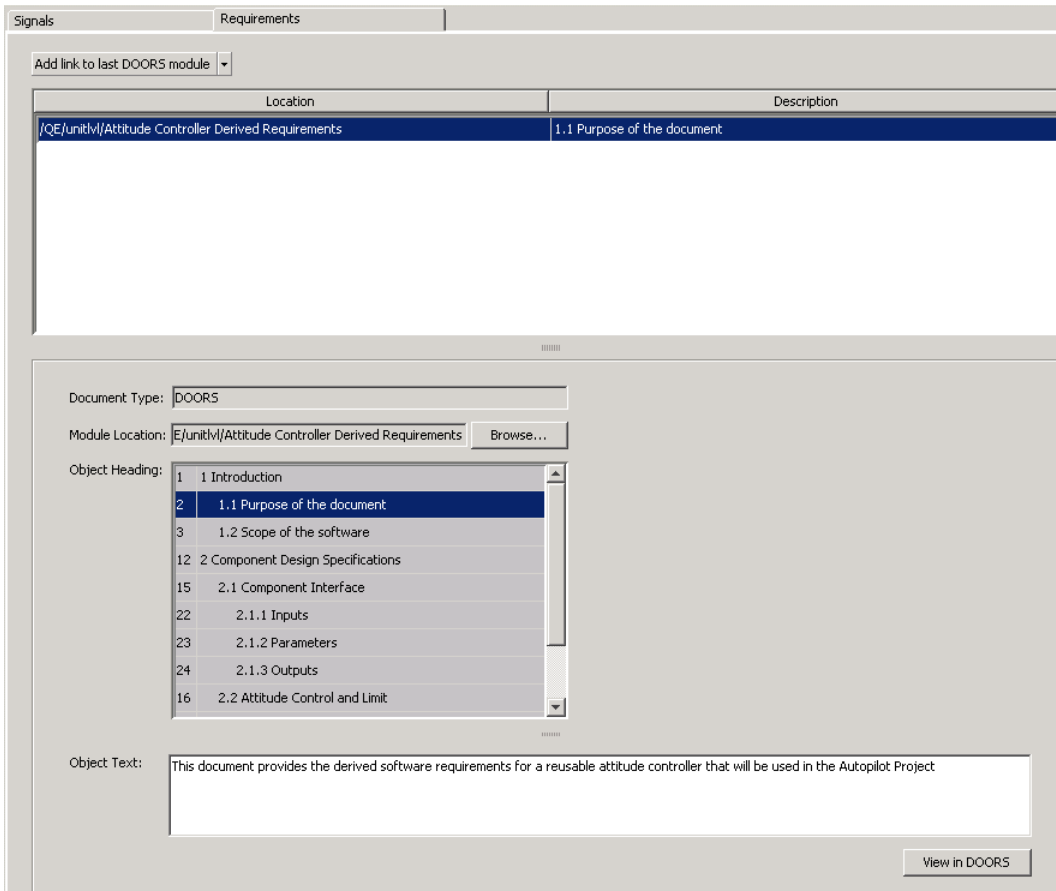 Signals Requirements
Add link to last DOORS module
Location Description
/QE/unitlvl/Attitude Controller Derived Requirements 1.1 Purpose of the document
Document Type: DOORS
Module Location: E/unitlvl/Attitude Controller Derived Requirements Browse...
Object Heading:
1 1 Introduction
2 1.1 Purpose of the document
3 1.2 Scope of the software
12 2 Component Design Specifications
15 2.1 Component Interface
22 2.1.1 Inputs
23 2.1.2 Parameters
24 2.1.3 Outputs
16 2.2 Attitude Control and Limit
Object Text: This document provides the derived software requirements for a reusable attitude controller that will be used in the Autopilot Project
View in DOORS